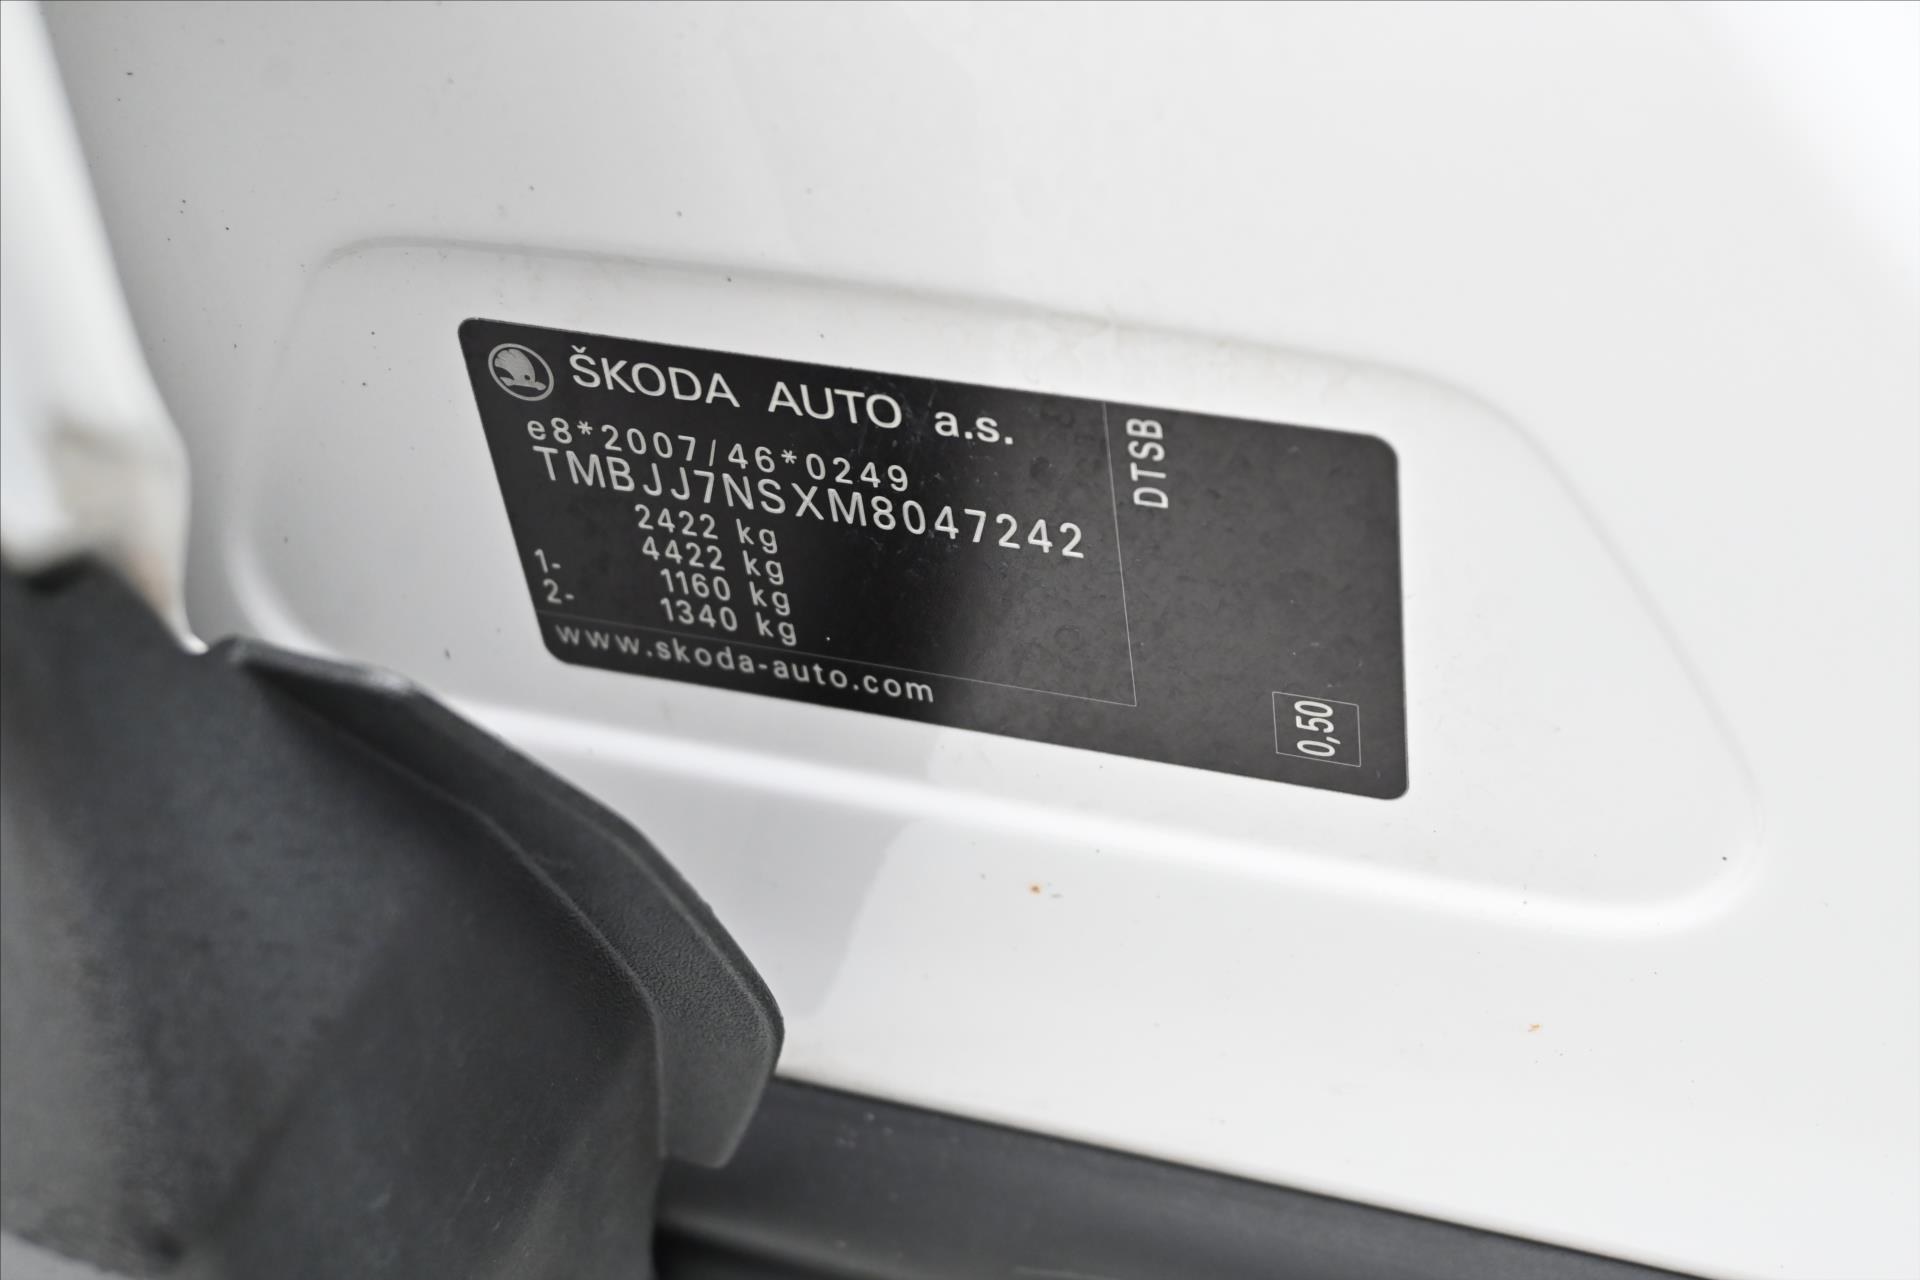 ŠKODA AUTO a.s.
e8*2007/46*0249
TMBJJ7NSXM8047242
2422 kg
4422 kg
1- 1160 kg
2- 1340 kg
www.skoda-auto.com
DTSB
0,50